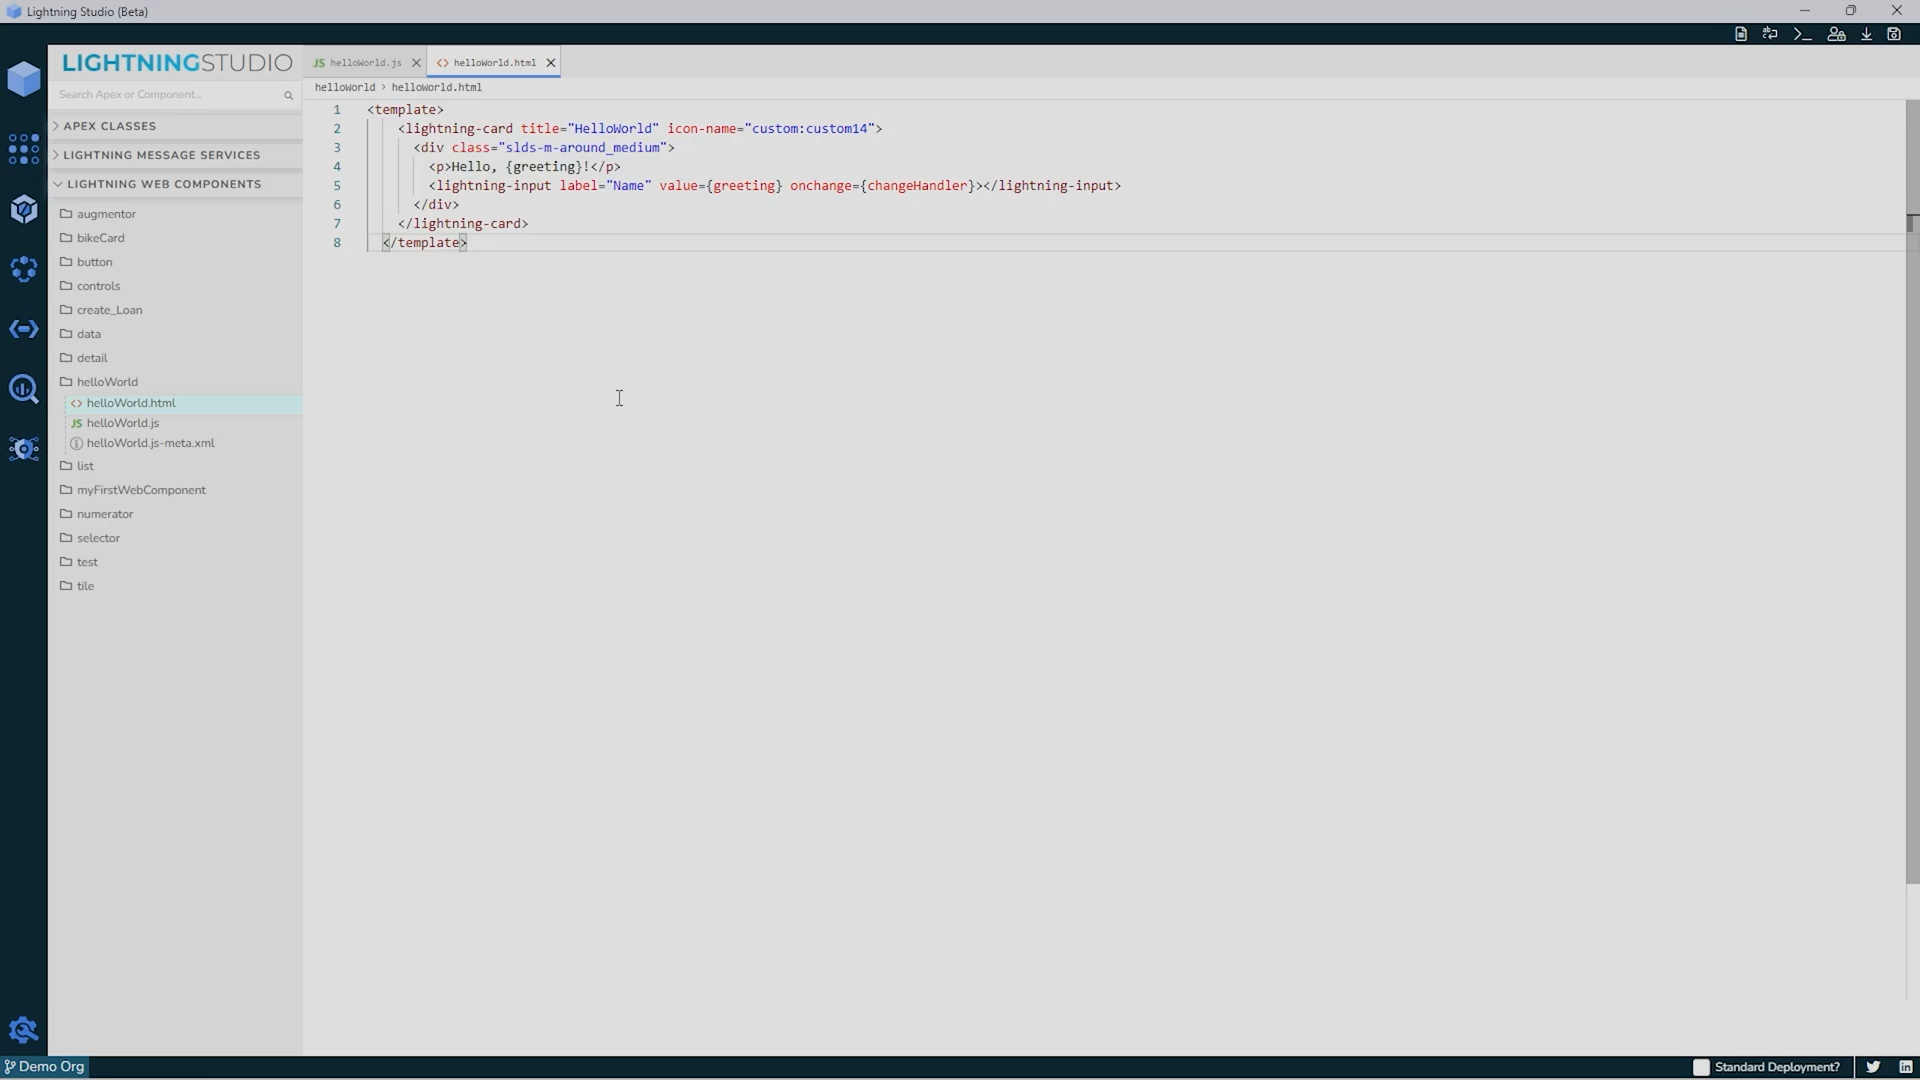 Lightning Studio (Beta)
LIGHTNINGSTUDIO
Search Apex or Component...
APEX CLASSES
LIGHTNING MESSAGE SERVICES
LIGHTNING WEB COMPONENTS
augmentor
bikeCard
button
controls
create_Loan
data
detail
helloWorld
<> helloWorld.html
JS helloWorld.js
helloWorld.js-meta.xml
list
myFirstWebComponent
numerator
selector
test
tile
JS helloWorld.js
<> helloWorld.html
helloWorld > helloWorld.html
1 <template>
2 <lightning-card title="HelloWorld" icon-name="custom:custom14">
3 <div class="slds-m-around_medium">
4 <p>Hello, {greeting}!</p>
5 <lightning-input label="Name" value={greeting} onchange={changeHandler}></lightning-input>
6 </div>
7 </lightning-card>
8 </template>
Demo Org
Standard Deployment?